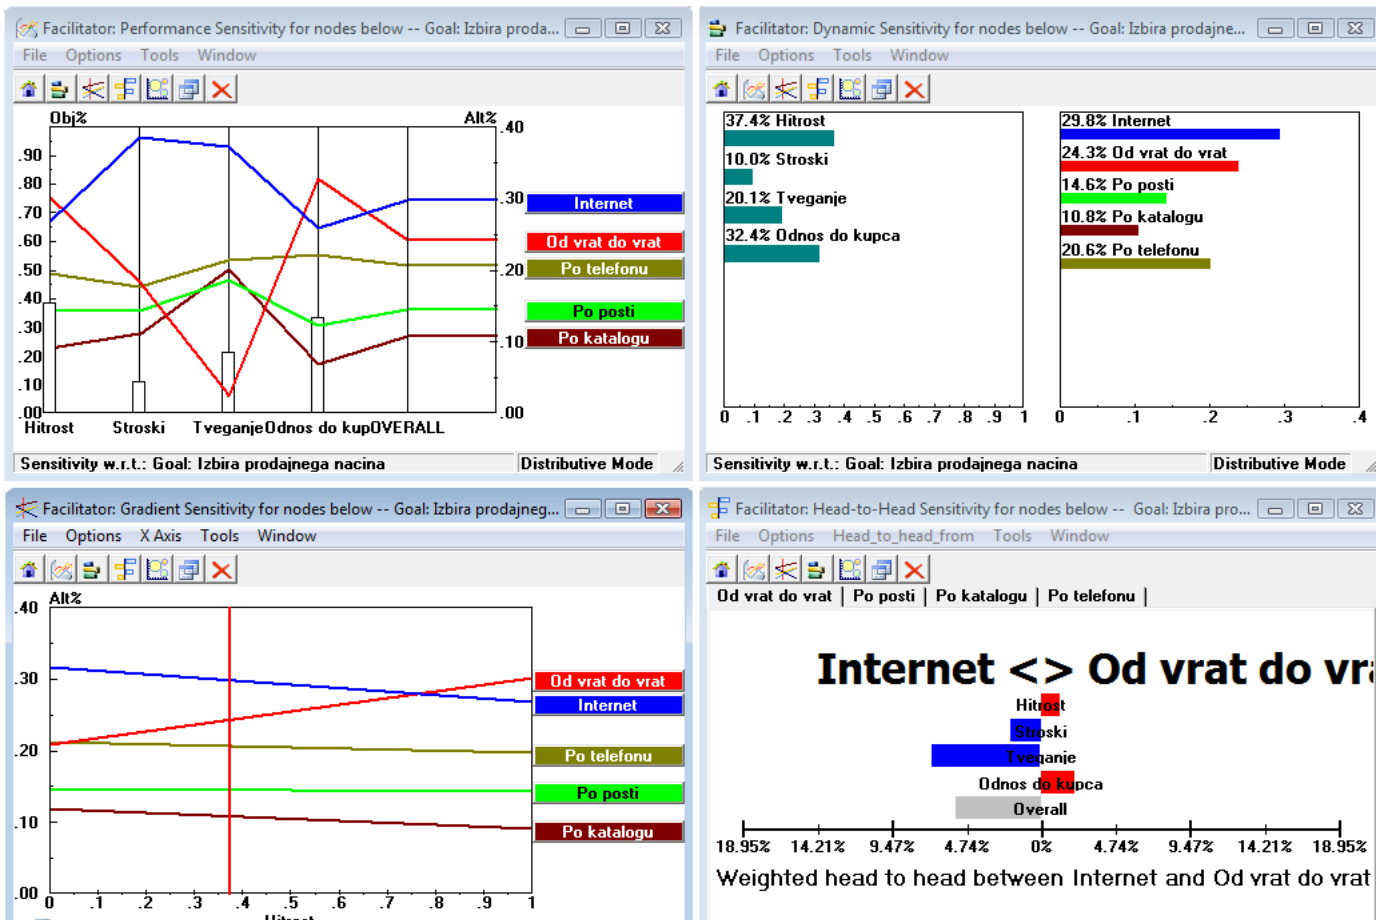 Facilitator: Performance Sensitivity for nodes below -- Goal: Izbira proda...
File Options Tools Window
Obj% Alt%
.90
.80
.70
.60
.50
.40
.30
.20
.10
.00
.40
.30
.20
.10
.00
Internet
Od vrat do vrat
Po telefonu
Po posti
Po katalogu
Hitrost Stroski Tveganje Odnos do kup OVERALL
Sensitivity w.r.t.: Goal: Izbira prodajnega nacina Distributive Mode
Facilitator: Dynamic Sensitivity for nodes below -- Goal: Izbira prodajne...
File Options Tools Window
37.4% Hitrost
10.0% Stroski
20.1% Tveganje
32.4% Odnos do kupca
0 .1 .2 .3 .4 .5 .6 .7 .8 .9 1
29.8% Internet
24.3% Od vrat do vrat
14.6% Po posti
10.8% Po katalogu
20.6% Po telefonu
0 .1 .2 .3 .4
Sensitivity w.r.t.: Goal: Izbira prodajnega nacina Distributive Mode
Facilitator: Gradient Sensitivity for nodes below -- Goal: Izbira prodajneg...
File Options X Axis Tools Window
Alt%
.40
.30
.20
.10
.00
Od vrat do vrat
Internet
Po telefonu
Po posti
Po katalogu
0 .1 .2 .3 .4 .5 .6 .7 .8 .9 1
Hitrost
Facilitator: Head-to-Head Sensitivity for nodes below -- Goal: Izbira pro...
File Options Head_to_head_from Tools Window
Od vrat do vrat | Po posti | Po katalogu | Po telefonu |
Internet <> Od vrat do vra
Hitrost
Stroski
Tveganje
Odnos do kupca
Overall
18.95% 14.21% 9.47% 4.74% 0% 4.74% 9.47% 14.21% 18.95%
Weighted head to head between Internet and Od vrat do vrat